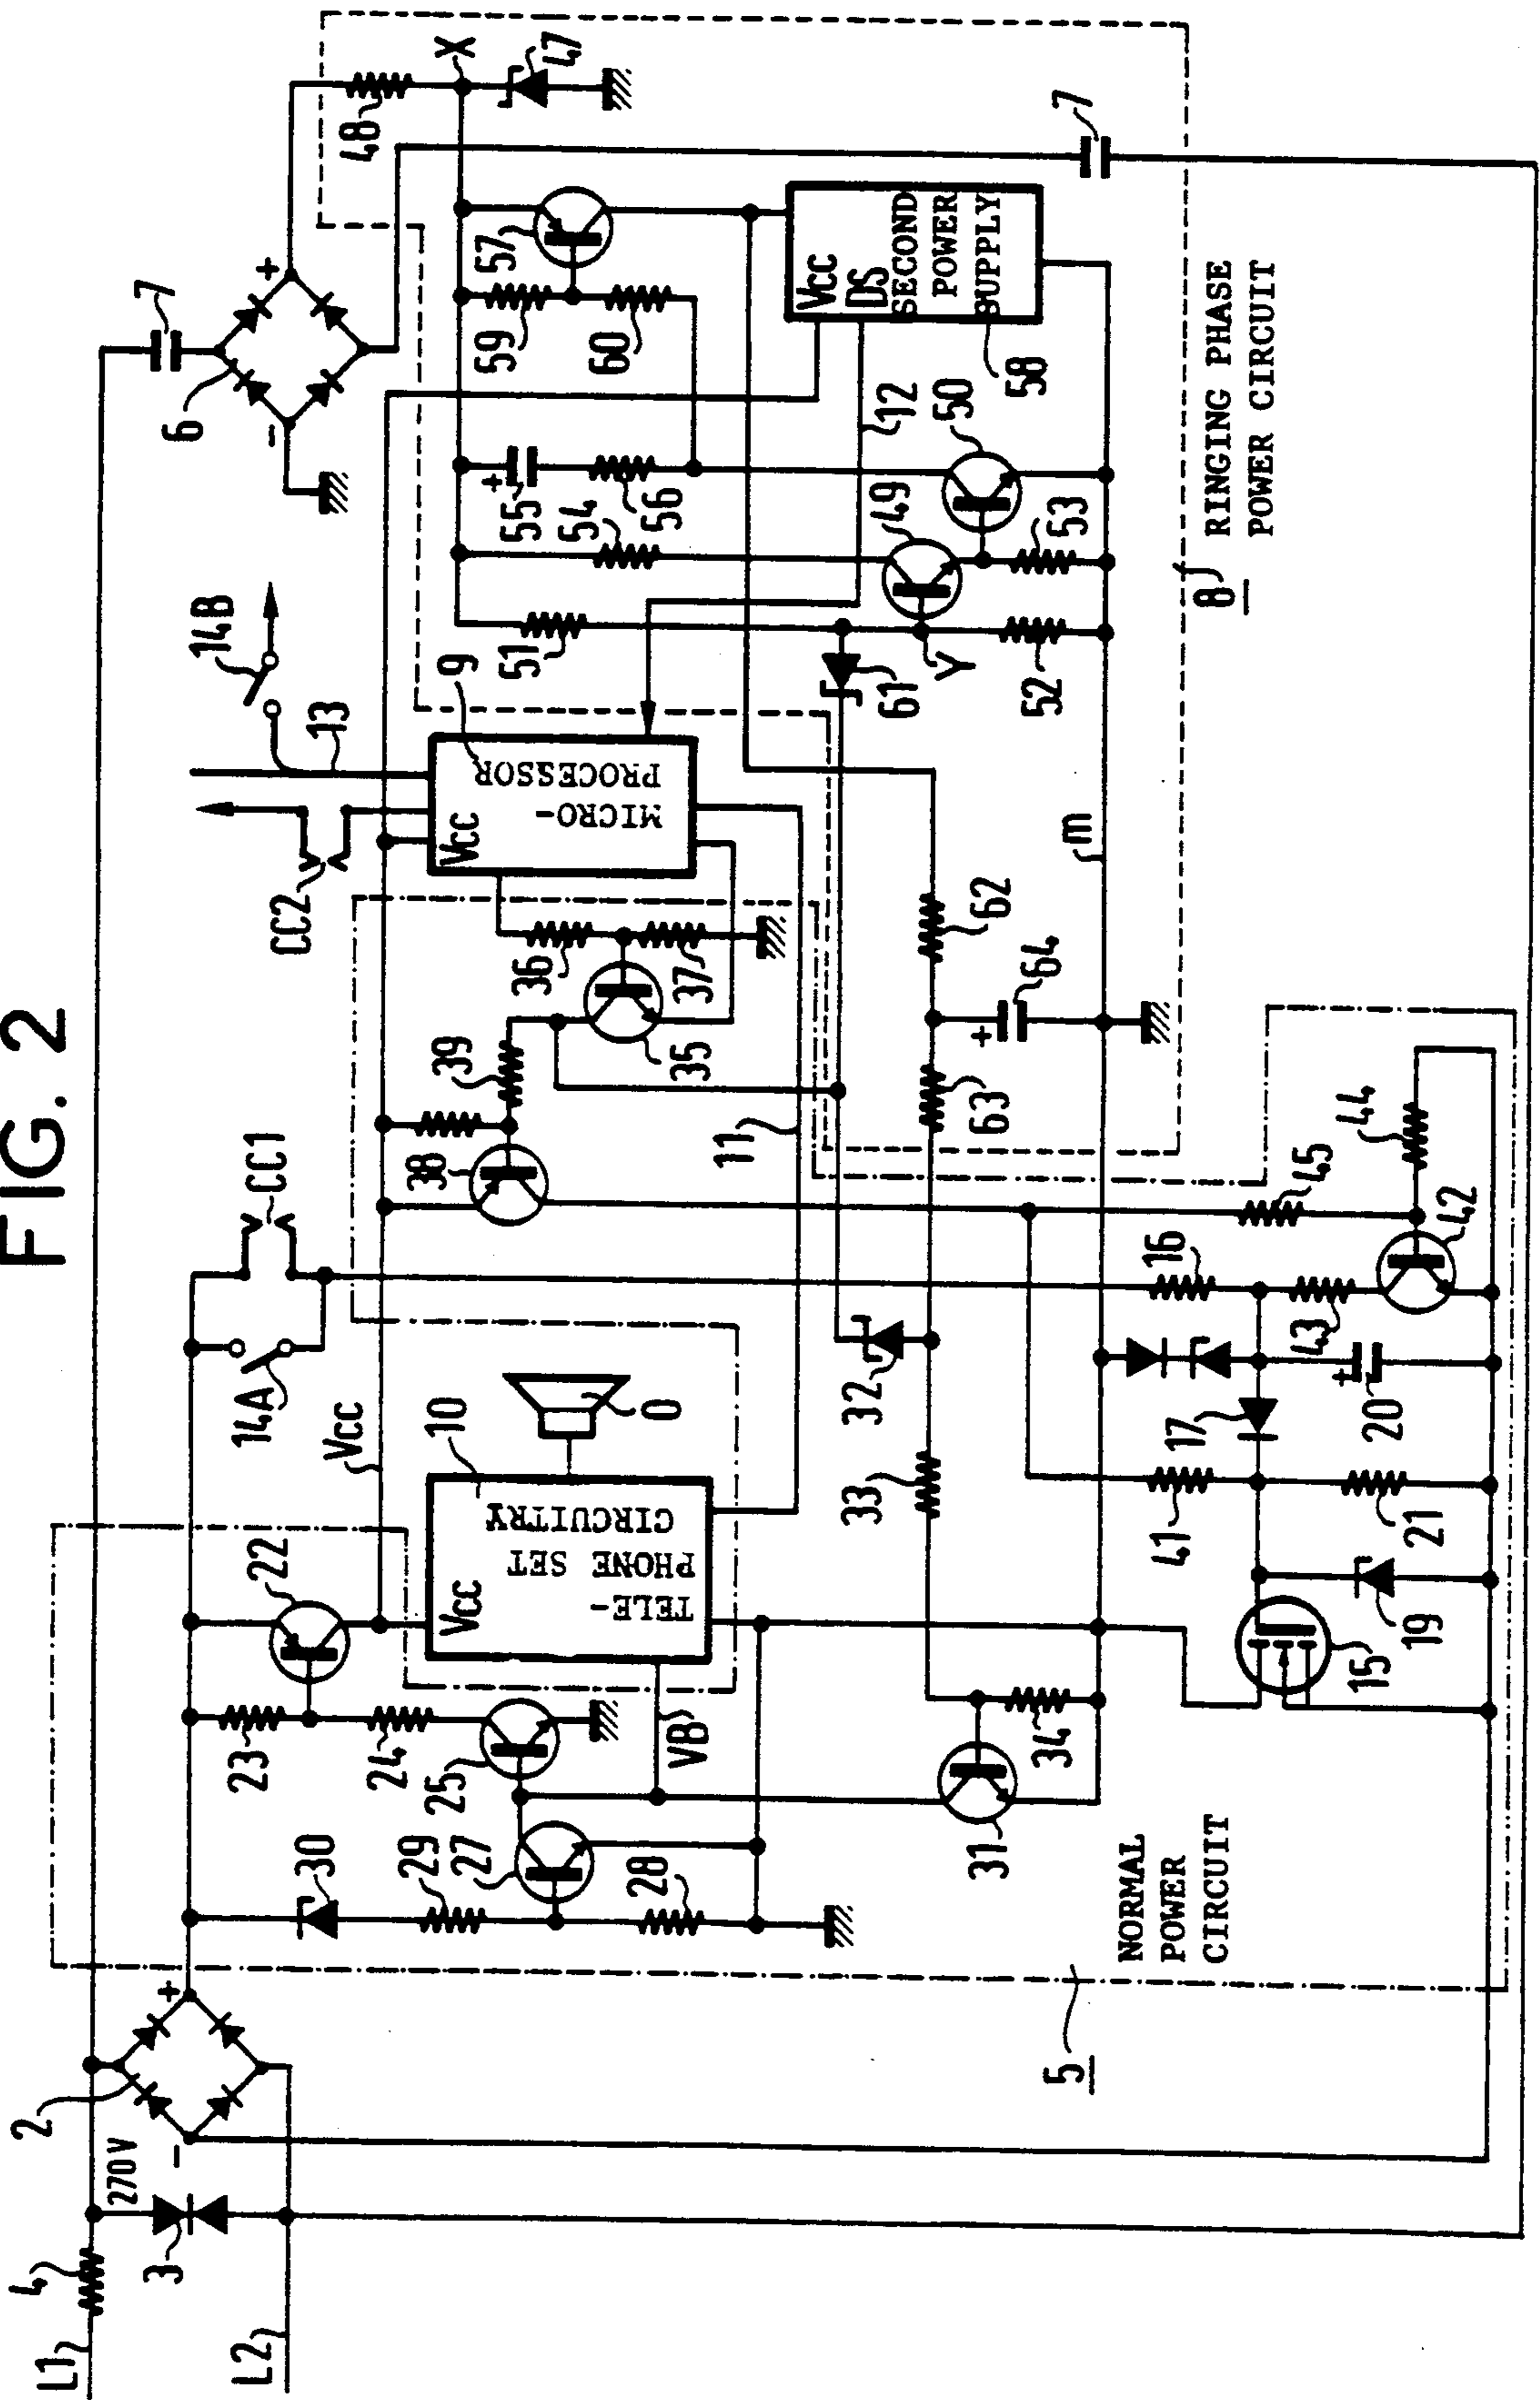 FIG. 2
L1
4
3
270V
L2
2
+
−
5
NORMAL
POWER
CIRCUIT
30
29
27
28
23
24
25
22
VB
31
34
33
32
VCC
TELE-
PHONE SET
CIRCUITRY
10
0
Vcc
14A
CC1
15
19
41
21
17
20
+
16
43
42
45
44
38
39
35
36
37
11
63
64
+
62
m
CC2
13
14B
VCC
MICRO-
PROCESSOR
9
61
Y
51
52
54
49
53
55
+
56
50
12
58
VCC
DS
SECOND
POWER
SUPPLY
59
60
57
6
−
+
7
48
X
47
7
8
RINGING PHASE
POWER CIRCUIT